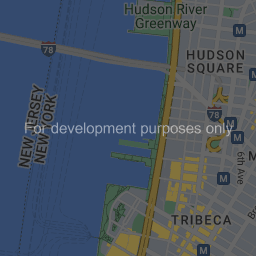 Hudson River
Greenway
78
HUDSON
SQUARE
NEW JERSEY
NEW YORK
78
For development purposes only
M
M
6th Ave
M
TRIBECA
M
M